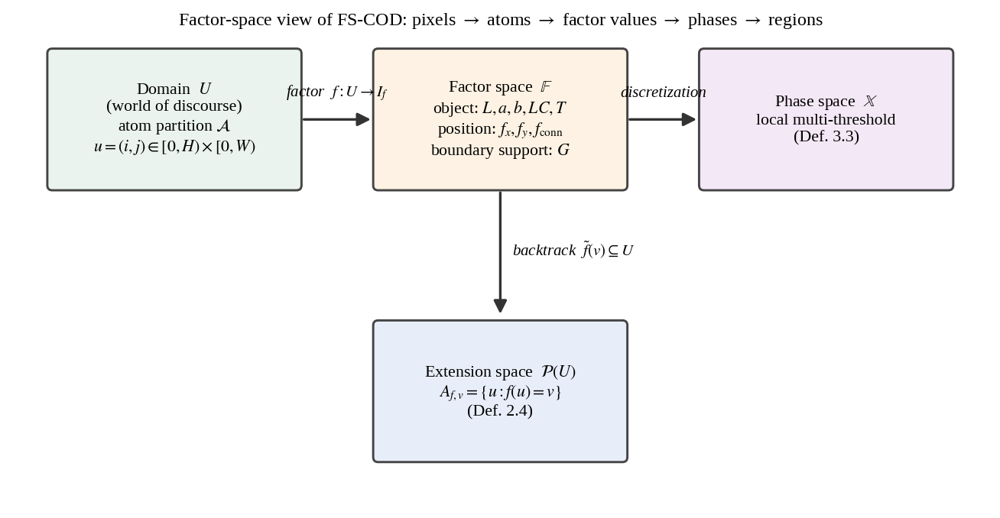 Factor-space view of FS-COD: pixels → atoms → factor values → phases → regions
Domain U
(world of discourse)
atom partition 𝒜
u = (i, j) ∈ [0, H) × [0, W)
factor f : U → I_f
Factor space 𝔽
object: L, a, b, LC, T
position: f_x, f_y, f_conn
boundary support: G
discretization
Phase space 𝕏
local multi-threshold
(Def. 3.3)
backtrack f̃(v) ⊆ U
Extension space 𝒫(U)
A_{f,v} = {u : f(u) = v}
(Def. 2.4)